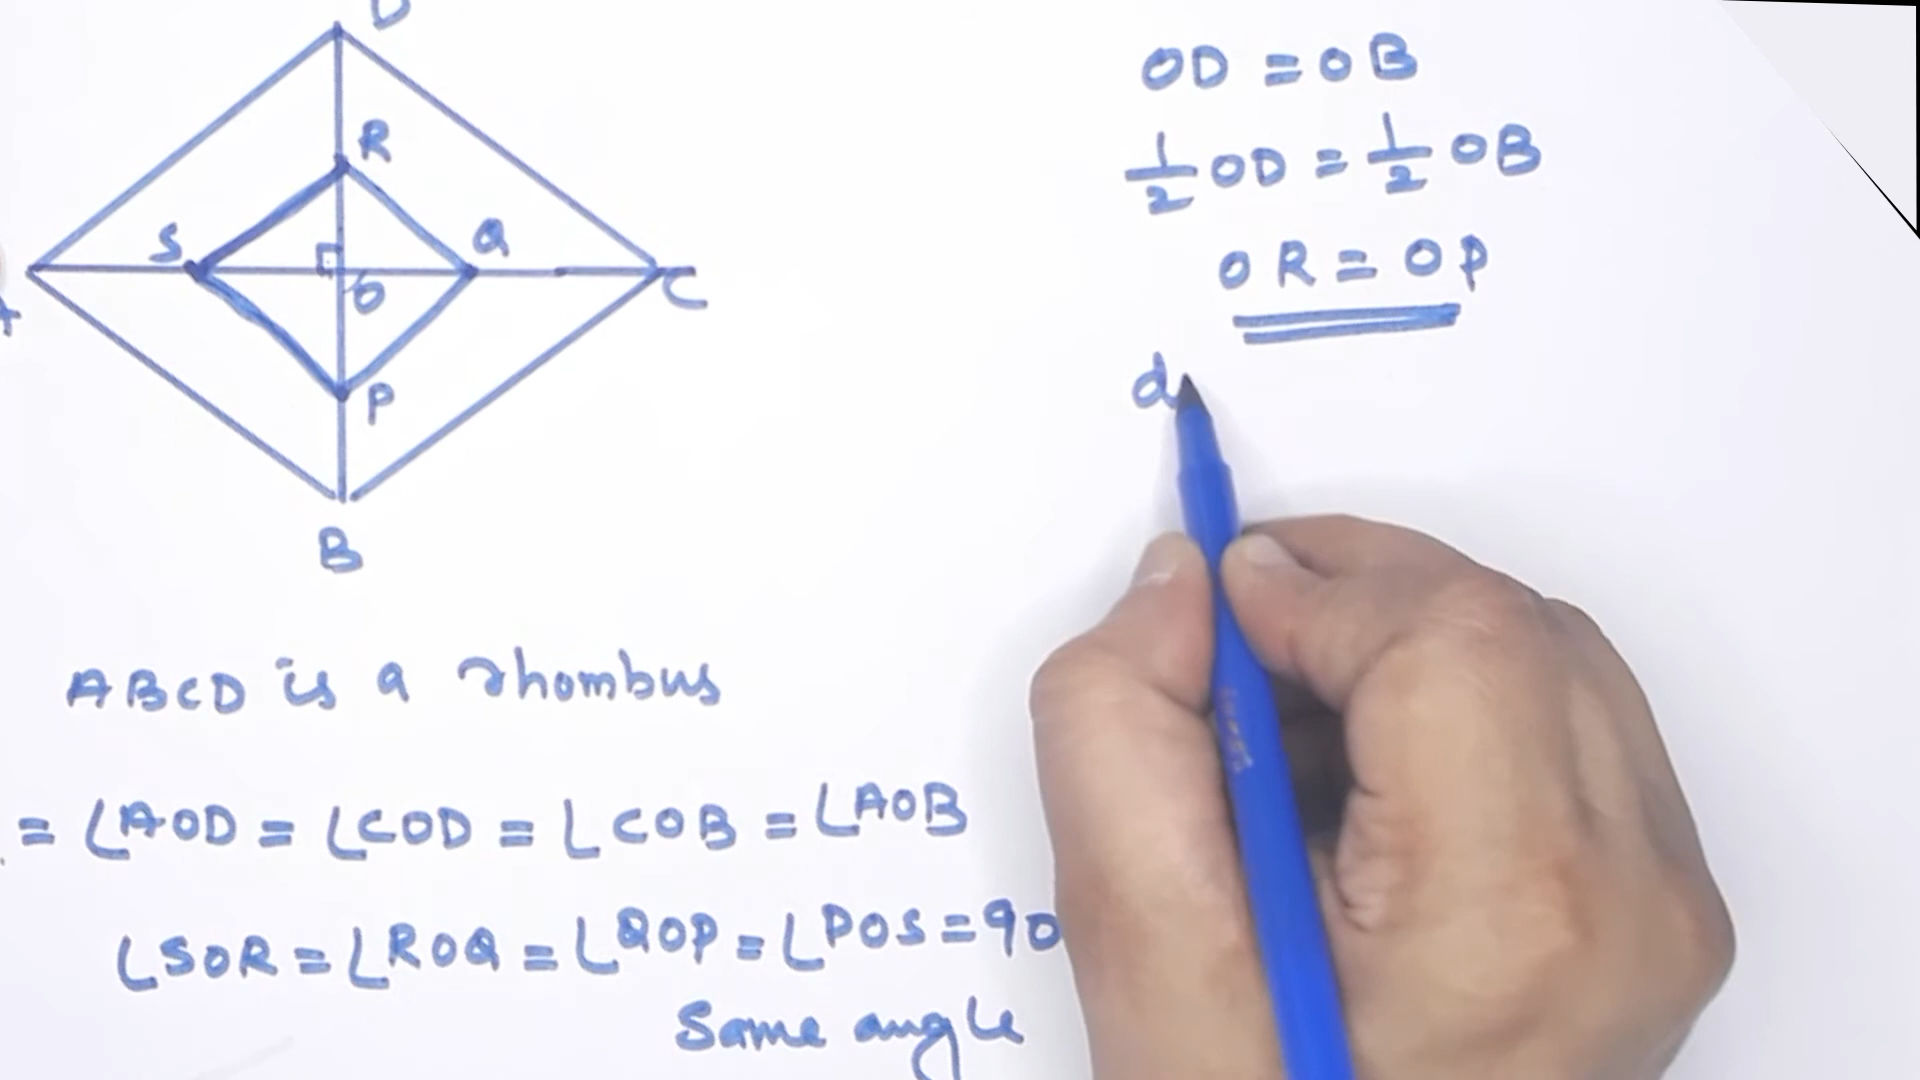 D
R
S
Q
O
A
C
P
B
ABCD is a rhombus
= ∠AOD = ∠COD = ∠COB = ∠AOB
∠SOR = ∠ROQ = ∠QOP = ∠POS = 90
Same angle
OD = OB
1/2 OD = 1/2 OB
OR = OP
d